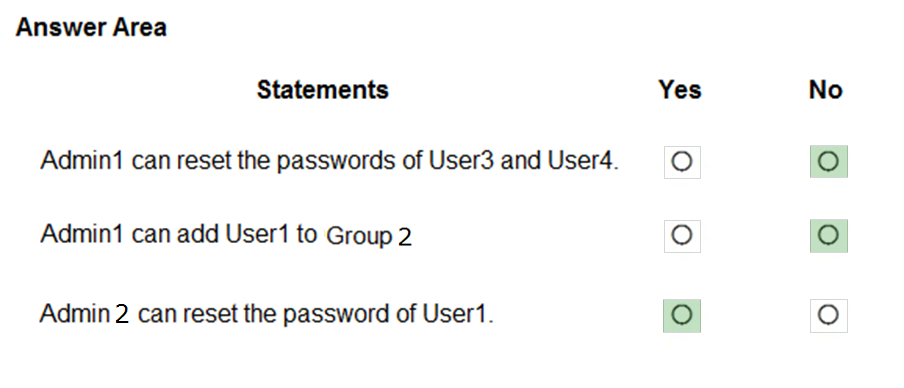 Answer Area
Statements Yes No
Admin1 can reset the passwords of User3 and User4.
Admin1 can add User1 to Group 2
Admin 2 can reset the password of User1.